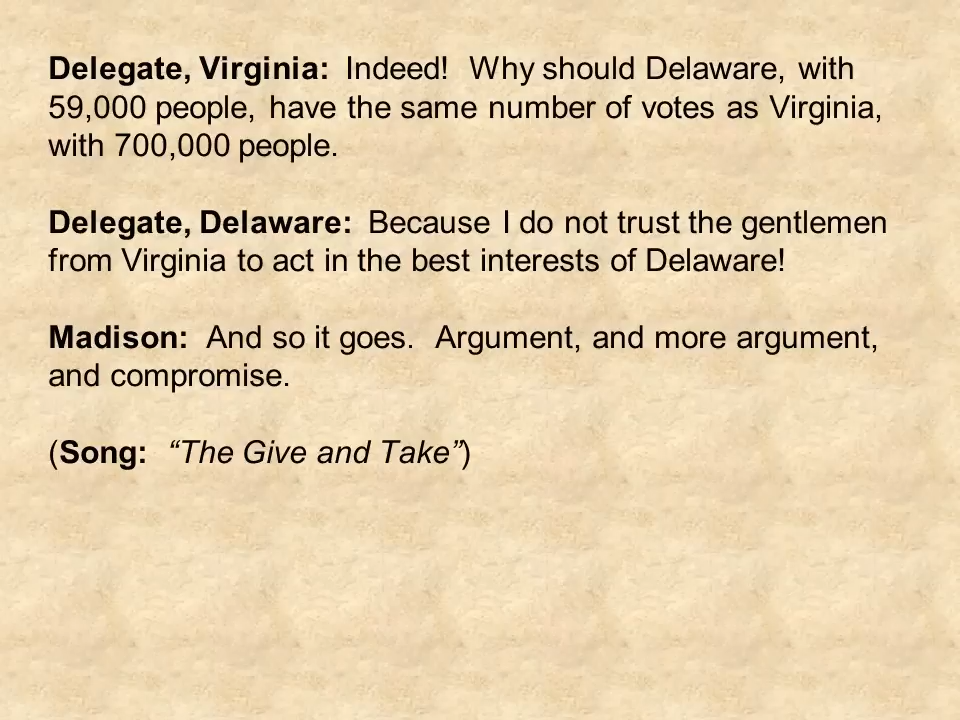 Delegate, Virginia: Indeed! Why should Delaware, with
59,000 people, have the same number of votes as Virginia,
with 700,000 people.
Delegate, Delaware: Because I do not trust the gentlemen
from Virginia to act in the best interests of Delaware!
Madison: And so it goes. Argument, and more argument,
and compromise.
(Song: “The Give and Take”)